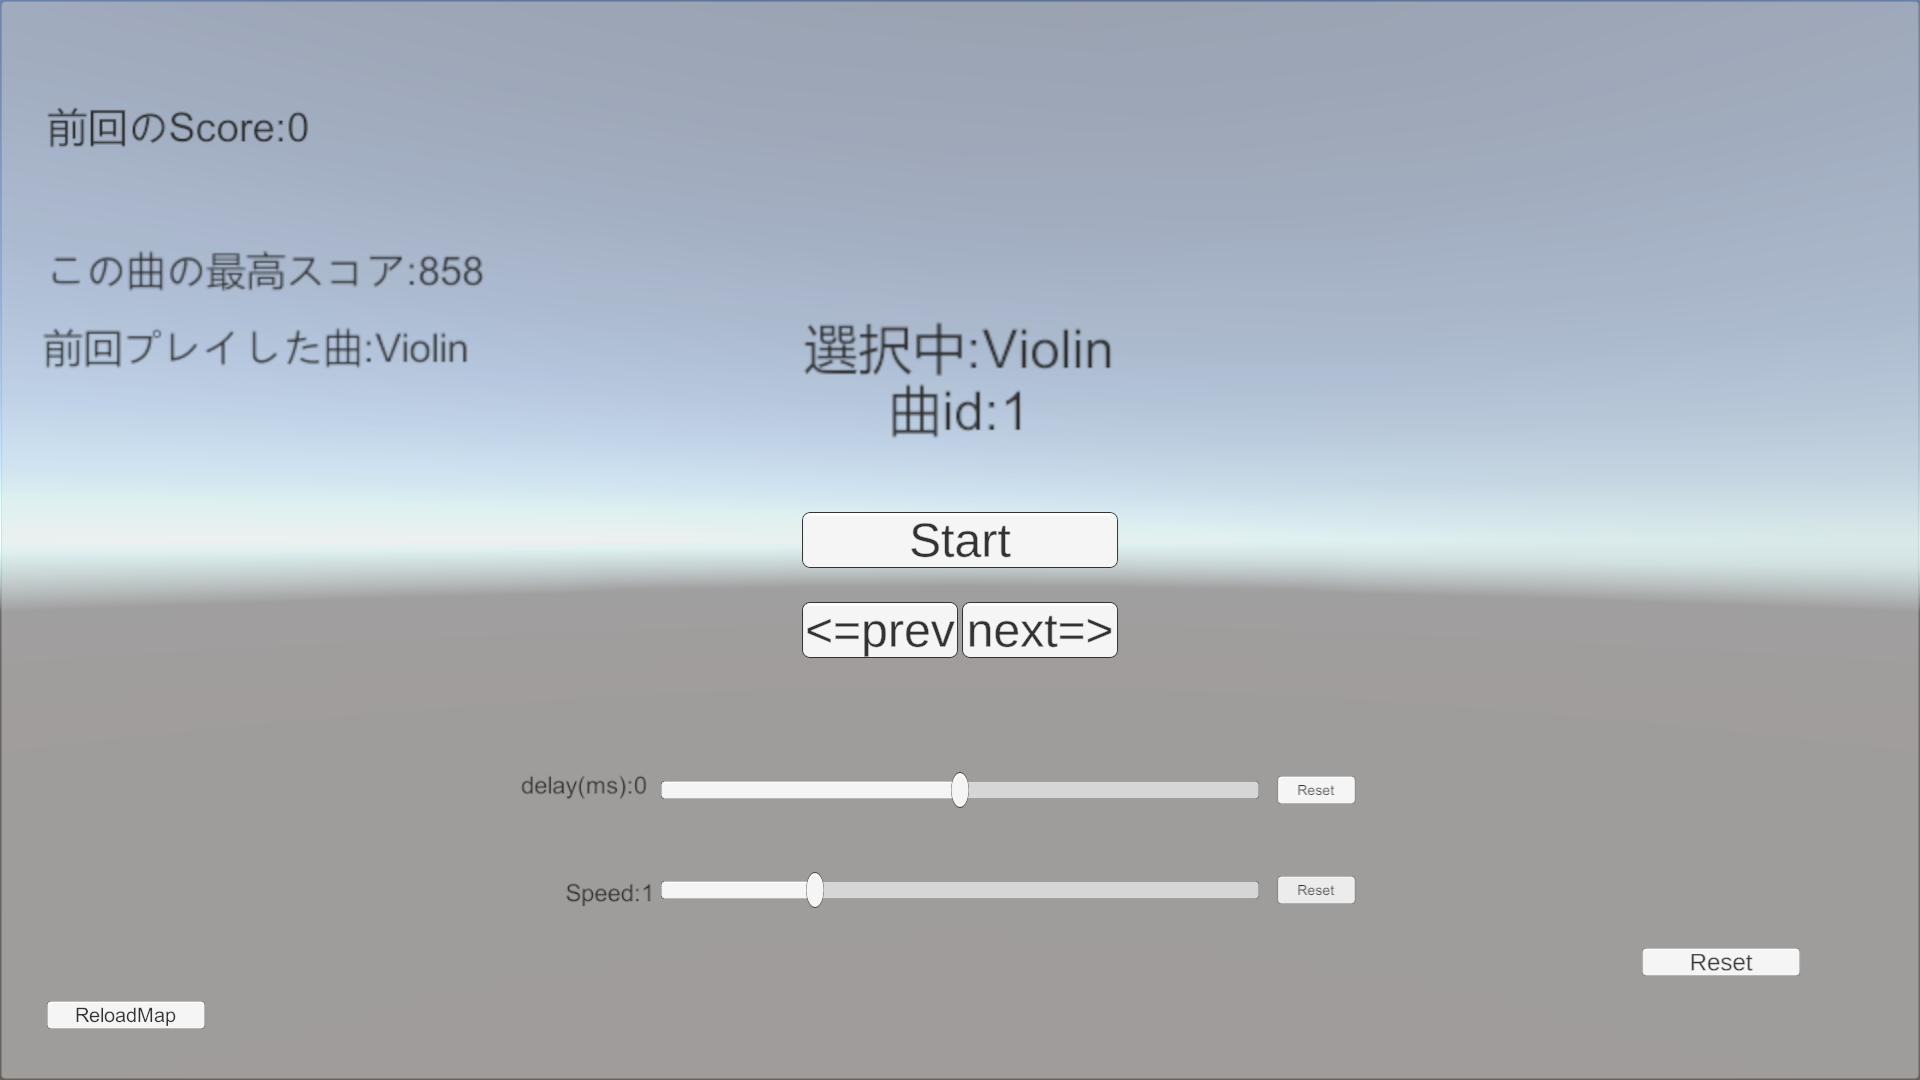 前回のScore:0
この曲の最高スコア:858
前回プレイした曲:Violin
選択中:Violin
曲id:1
Start
<=prev next=>
delay(ms):0 Reset
Speed:1 Reset
Reset
ReloadMap